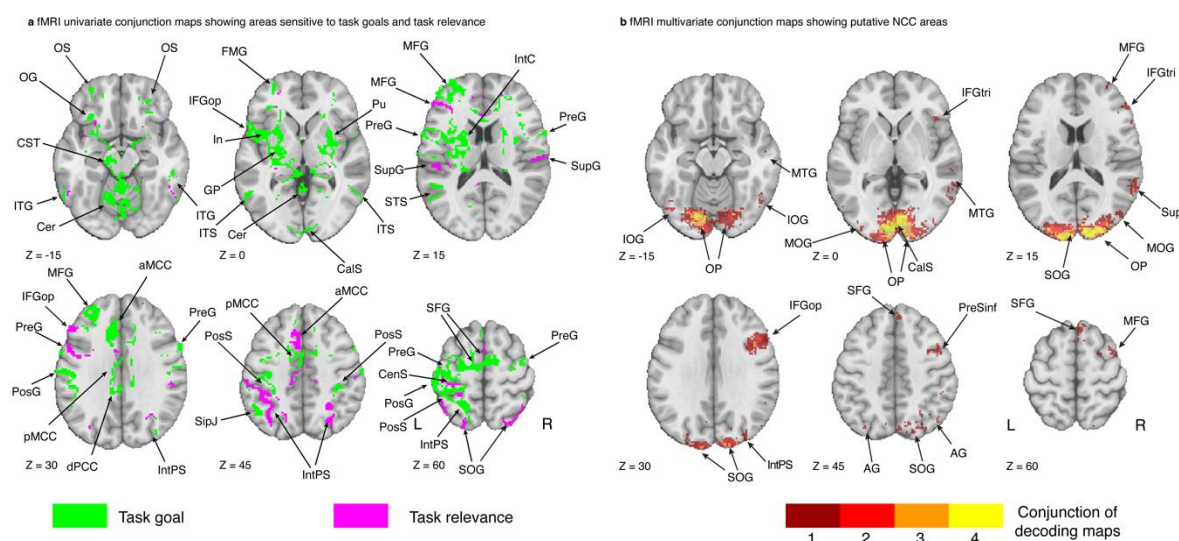 a fMRI univariate conjunction maps showing areas sensitive to task goals and task relevance
OS
OS
OG
CST
ITG
Cer
ITG
ITS
Z = -15
FMG
IFGop
In
Pu
GP
Cer
ITS
CalS
Z = 0
MFG
IntC
MFG
PreG
PreG
SupG
SupG
STS
Z = 15
MFG
aMCC
IFGop
PreG
PreG
PosG
pMCC
dPCC
IntPS
Z = 30
aMCC
pMCC
PosS
PosS
SipJ
IntPS
Z = 45
SFG
PreG
PreG
CenS
PosG
PosS
L
R
IntPS
SOG
Z = 60
Task goal
Task relevance
b fMRI multivariate conjunction maps showing putative NCC areas
MTG
IOG
IOG
OP
Z = -15
IFGtri
MTG
MOG
CalS
OP
Z = 0
MFG
IFGtri
Sup
MOG
OP
SOG
Z = 15
IFGop
IntPS
SOG
Z = 30
SFG
PreSinf
AG
AG
SOG
Z = 45
SFG
MFG
L
R
Z = 60
1
2
3
4
Conjunction of
decoding maps